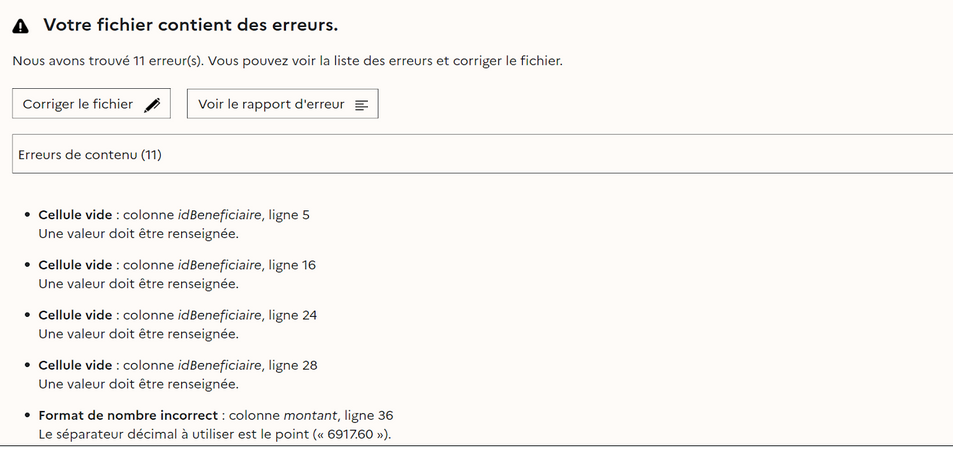 Votre fichier contient des erreurs.
Nous avons trouvé 11 erreur(s). Vous pouvez voir la liste des erreurs et corriger le fichier.
Corriger le fichier
Voir le rapport d'erreur
Erreurs de contenu (11)
• Cellule vide : colonne idBeneficiaire, ligne 5
Une valeur doit être renseignée.
• Cellule vide : colonne idBeneficiaire, ligne 16
Une valeur doit être renseignée.
• Cellule vide : colonne idBeneficiaire, ligne 24
Une valeur doit être renseignée.
• Cellule vide : colonne idBeneficiaire, ligne 28
Une valeur doit être renseignée.
• Format de nombre incorrect : colonne montant, ligne 36
Le séparateur décimal à utiliser est le point (« 6917.60 »).